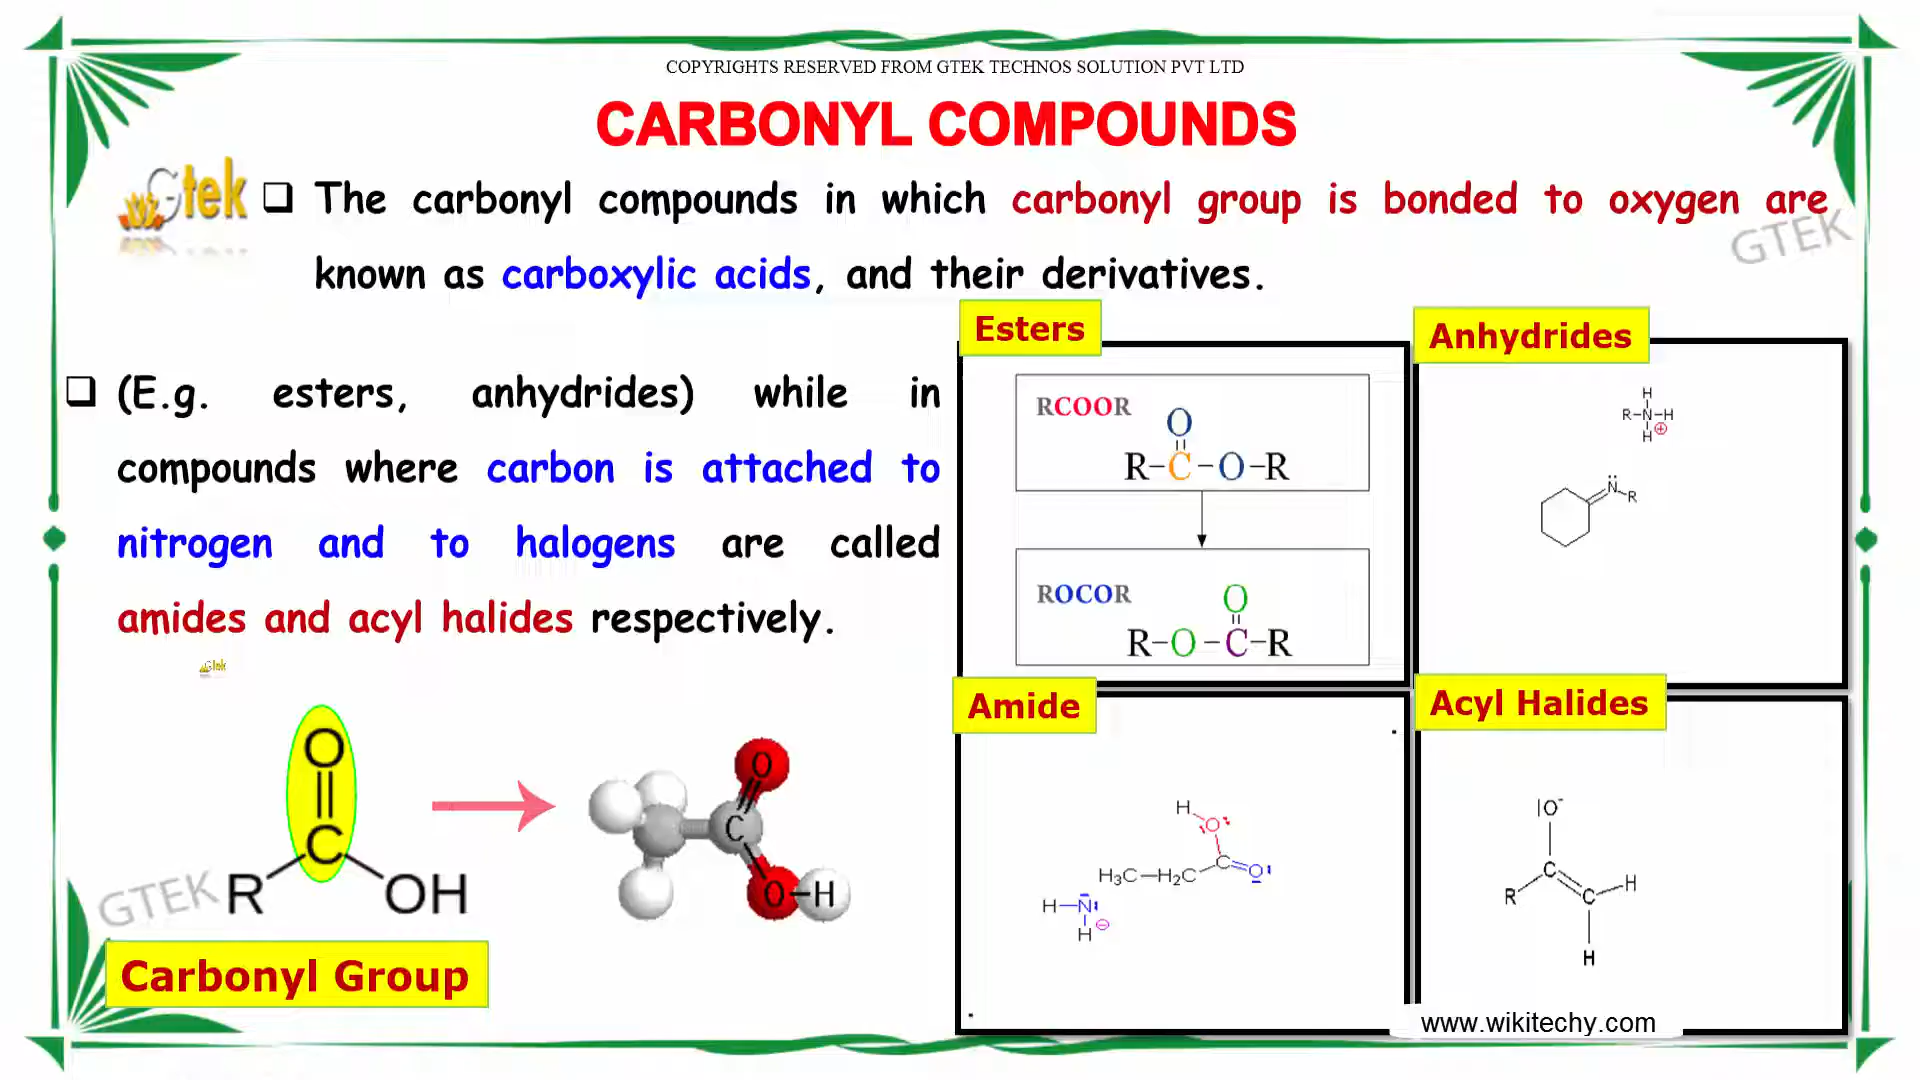 COPYRIGHTS RESERVED FROM GTEK TECHNOS SOLUTION PVT LTD
CARBONYL COMPOUNDS
Gtek
❑ The carbonyl compounds in which carbonyl group is bonded to oxygen are
GTEK
known as carboxylic acids, and their derivatives.
❑ (E.g. esters, anhydrides) while in
compounds where carbon is attached to
nitrogen and to halogens are called
amides and acyl halides respectively.
Gtek
O
C
R OH
GTEK
Carbonyl Group
O
C
O-H
Esters
RCOOR
O
R-C-O-R
ROCOR
O
R-O-C-R
Anhydrides
H
R-N-H
H ⊕
N
R
Amide
H
O
H₃C-H₂C C O
H-N
H ⊖
Acyl Halides
|O⁻
C H
R C
H
www.wikitechy.com